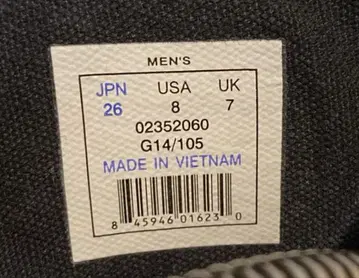 MEN'S
JPN USA UK
26 8 7
02352060
G14/105
MADE IN VIETNAM
8 45946 01623 0